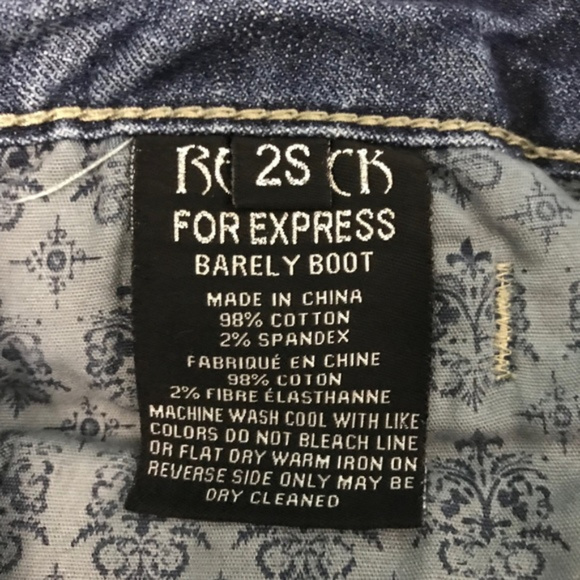 2S
FOR EXPRESS
BARELY BOOT
MADE IN CHINA
98% COTTON
2% SPANDEX
FABRIQUÉ EN CHINE
98% COTON
2% FIBRE ÉLASTHANNE
MACHINE WASH COOL WITH LIKE
COLORS DO NOT BLEACH LINE
OR FLAT DRY WARM IRON ON
REVERSE SIDE ONLY MAY BE
DRY CLEANED